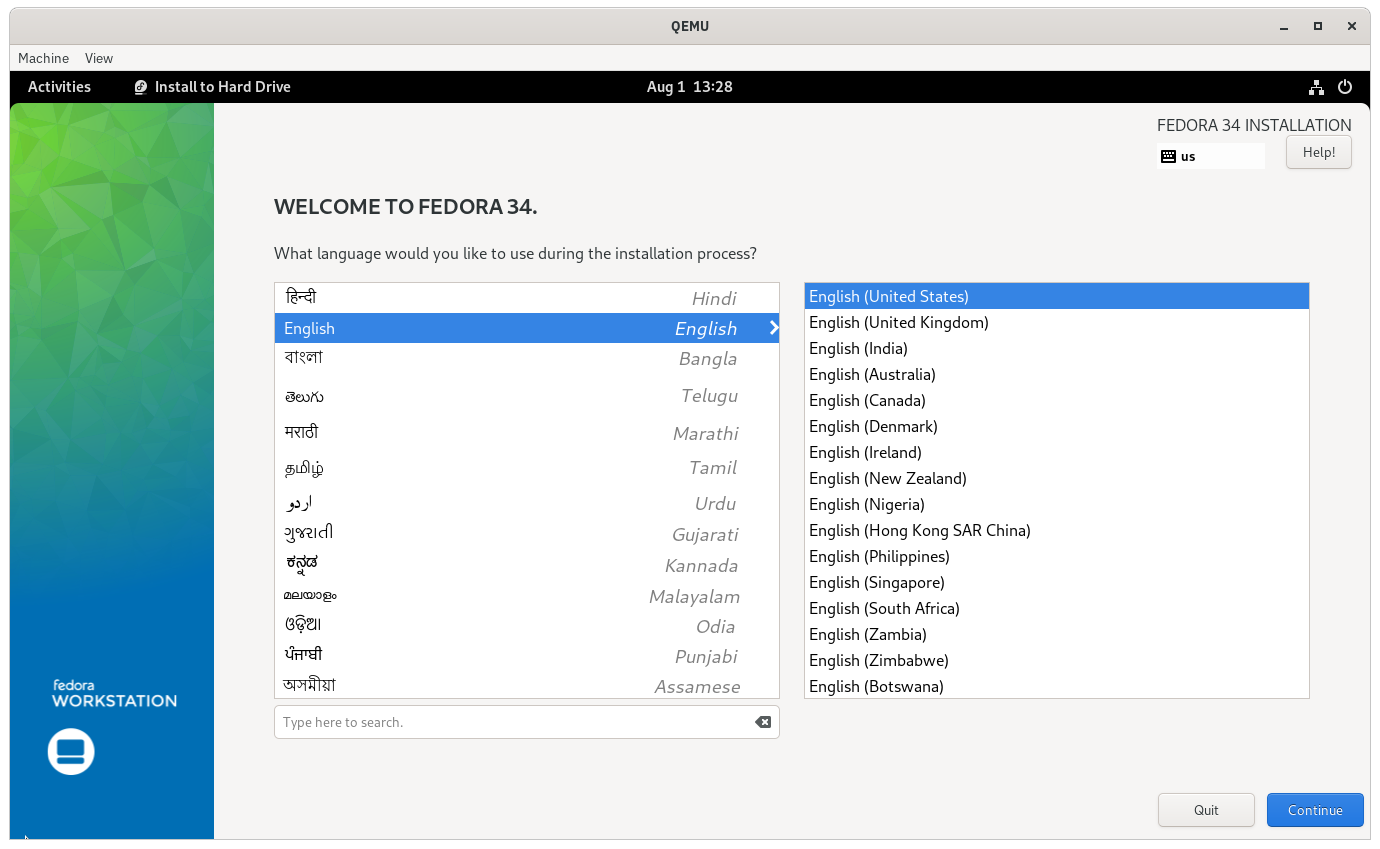 QEMU
Machine View
Activities Install to Hard Drive Aug 1 13:28
FEDORA 34 INSTALLATION
us Help!
WELCOME TO FEDORA 34.
What language would you like to use during the installation process?
हिन्दी Hindi
English English
বাংলা Bangla
తెలుగు Telugu
मराठी Marathi
தமிழ் Tamil
اردو Urdu
ગુજરાતી Gujarati
ಕನ್ನಡ Kannada
മലയാളം Malayalam
ଓଡ଼ିଆ Odia
ਪੰਜਾਬੀ Punjabi
অসমীয়া Assamese
Type here to search.
English (United States)
English (United Kingdom)
English (India)
English (Australia)
English (Canada)
English (Denmark)
English (Ireland)
English (New Zealand)
English (Nigeria)
English (Hong Kong SAR China)
English (Philippines)
English (Singapore)
English (South Africa)
English (Zambia)
English (Zimbabwe)
English (Botswana)
fedora
WORKSTATION
Quit Continue